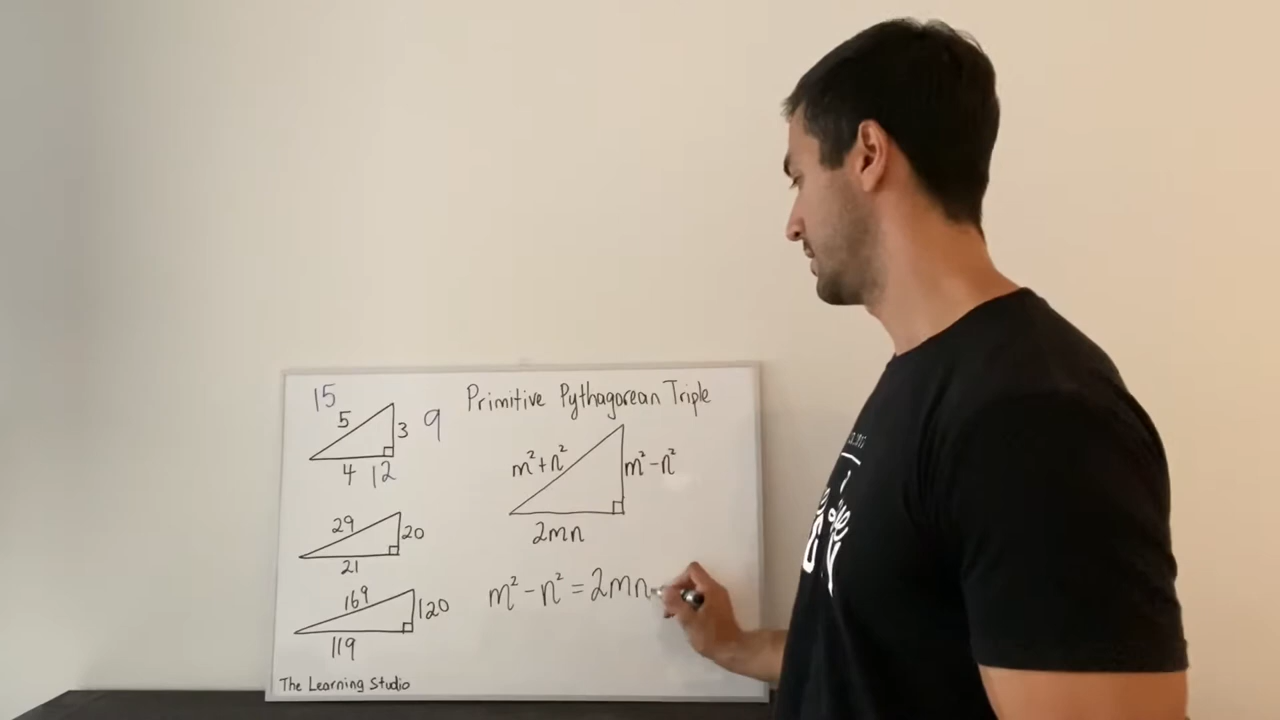 15
5
3 9
4 12
29
20
21
169
120
119
The Learning Studio
Primitive Pythagorean Triple
m²+n²
m²-n²
2mn
m² - n² = 2mn